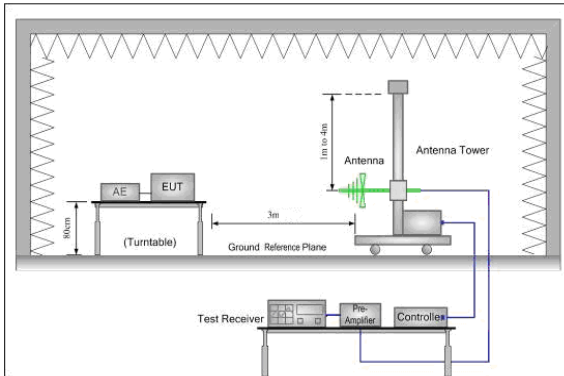 1m to 4m
Antenna
Antenna Tower
AE
EUT
80cm
(Turntable)
3m
Ground Reference Plane
Test Receiver
Pre-
Amplifier
Controller